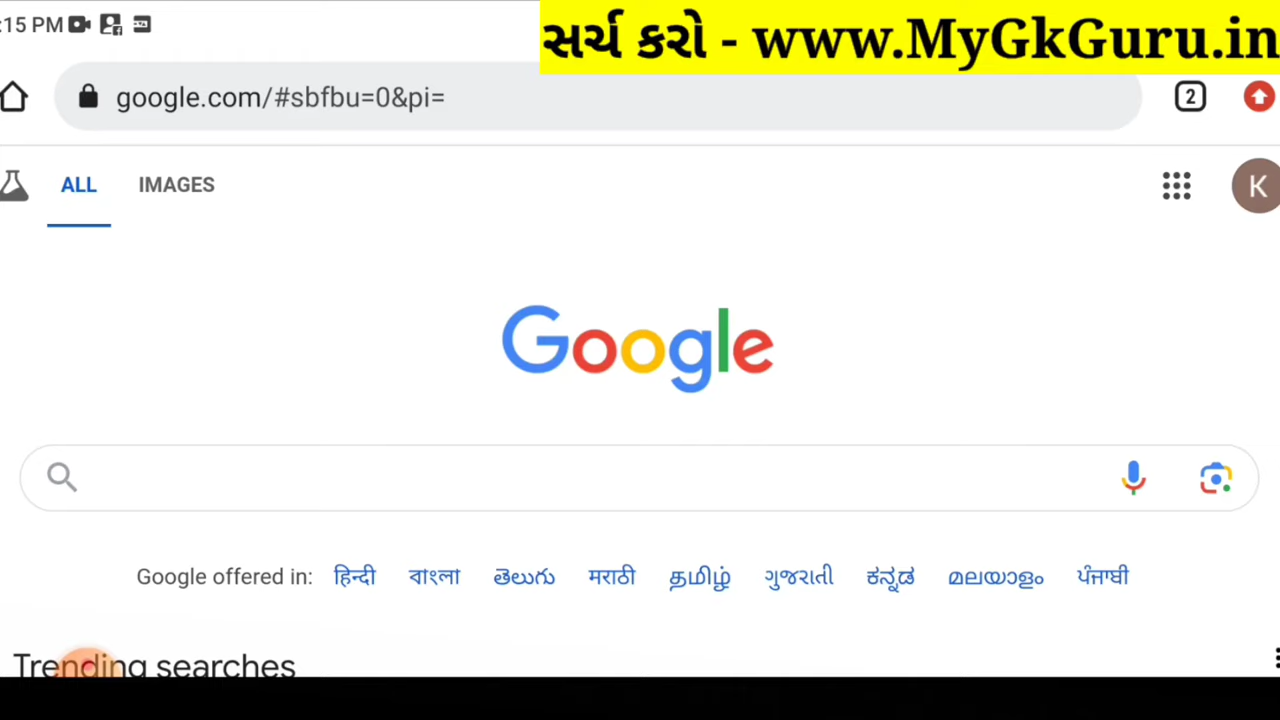 :15 PM
સર્ચ કરો - www.MyGkGuru.in
google.com/#sbfbu=0&pi=
2
ALL IMAGES
K
Google
Google offered in: हिन्दी বাংলা తెలుగు मराठी தமிழ் ગુજરાતી ಕನ್ನಡ മലയാളം ਪੰਜਾਬੀ
Trending searches